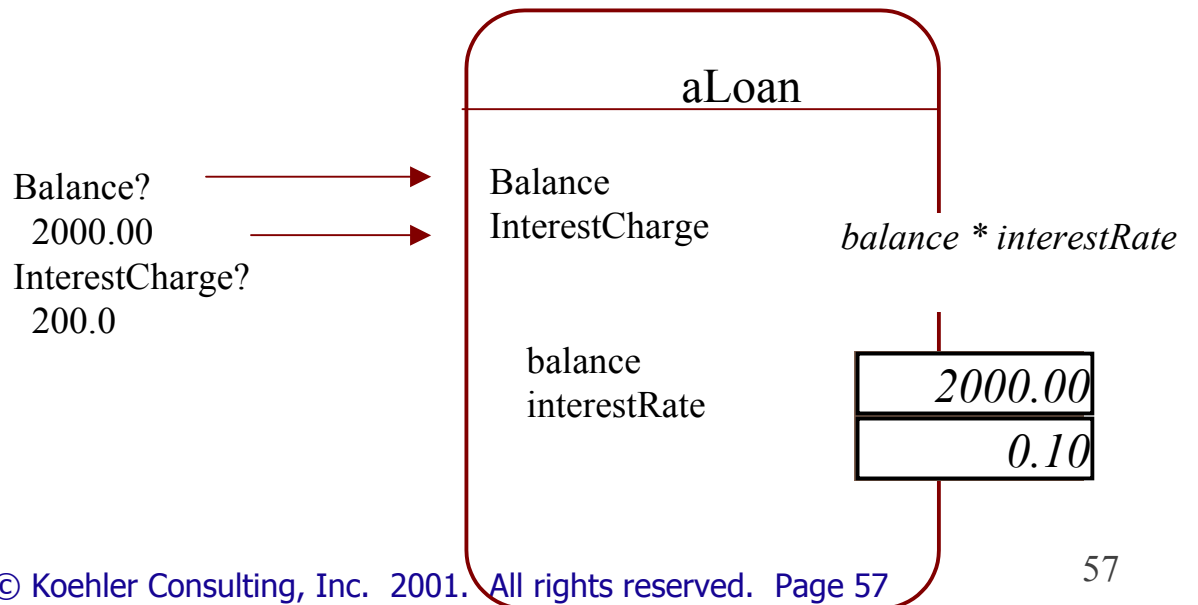 aLoan
Balance?
2000.00
InterestCharge?
200.0
Balance
InterestCharge
balance * interestRate
balance
interestRate
2000.00
0.10
© Koehler Consulting, Inc. 2001. All rights reserved. Page 57
57